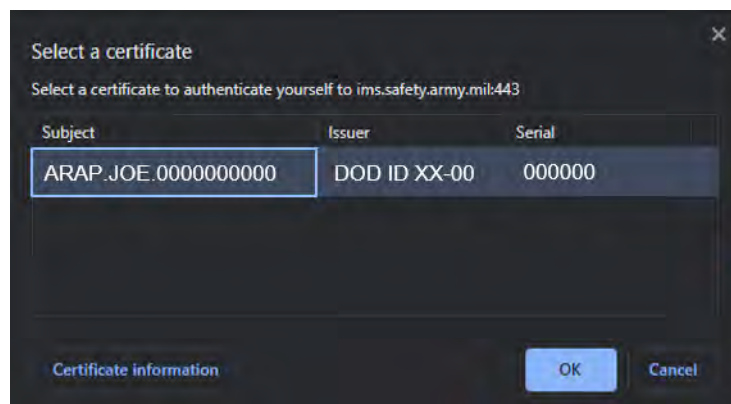 Select a certificate
Select a certificate to authenticate yourself to ims.safety.army.mil:443
Subject Issuer Serial
ARAP.JOE.0000000000 DOD ID XX-00 000000
Certificate information OK Cancel